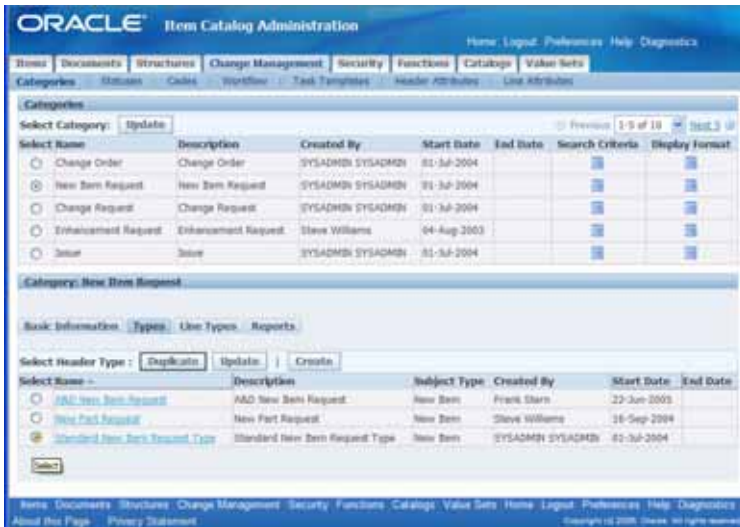 ORACLE Item Catalog Administration
Home Logout Preferences Help Diagnostics
Items Documents Structures Change Management Security Functions Catalogs Value Sets
Categories Statuses Codes Workflow Task Templates Header Attributes Line Attributes
Categories
Select Category: Update Previous 1-5 of 10 Next 5
Select Name Description Created By Start Date End Date Search Criteria Display Format
Change Order Change Order SYSADMIN SYSADMIN 01-Jul-2004
New Item Request New Item Request SYSADMIN SYSADMIN 01-Jul-2004
Change Request Change Request SYSADMIN SYSADMIN 01-Jul-2004
Enhancement Request Enhancement Request Steve Williams 04-Aug-2003
Issue Issue SYSADMIN SYSADMIN 01-Jul-2004
Category: New Item Request
Basic Information Types Line Types Reports
Select Header Type : Duplicate Update | Create
Select Name Description Subject Type Created By Start Date End Date
New Item Request New Item Request New Item Frank Stern 22-Jun-2005
New Part Request New Part Request New Item Steve Williams 16-Sep-2004
Standard New Item Request Type Standard New Item Request Type New Item SYSADMIN SYSADMIN 01-Jul-2004
Select
Items Documents Structures Change Management Security Functions Catalogs Value Sets Home Logout Preferences Help Diagnostics
About this Page Privacy Statement